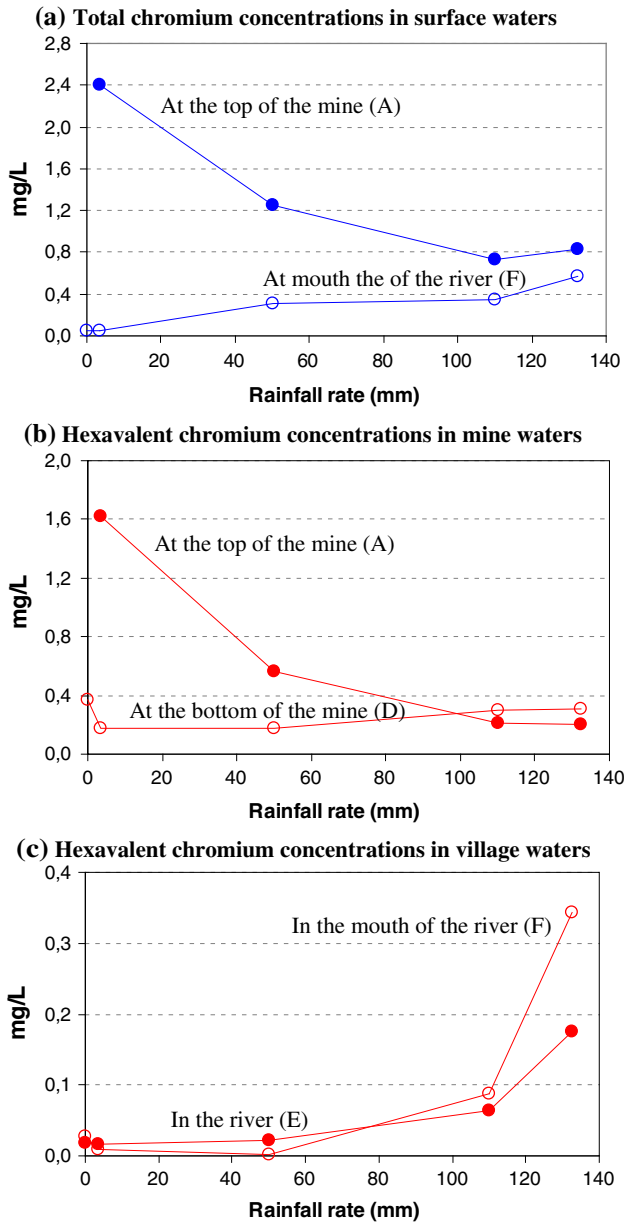 (a) Total chromium concentrations in surface waters
2,8
2,4
2,0
1,6
1,2
0,8
0,4
0,0
mg/L
At the top of the mine (A)
At mouth the of the river (F)
0 20 40 60 80 100 120 140
Rainfall rate (mm)
(b) Hexavalent chromium concentrations in mine waters
2,0
1,6
1,2
0,8
0,4
0,0
mg/L
At the top of the mine (A)
At the bottom of the mine (D)
0 20 40 60 80 100 120 140
Rainfall rate (mm)
(c) Hexavalent chromium concentrations in village waters
0,4
0,3
0,2
0,1
0,0
mg/L
In the mouth of the river (F)
In the river (E)
0 20 40 60 80 100 120 140
Rainfall rate (mm)